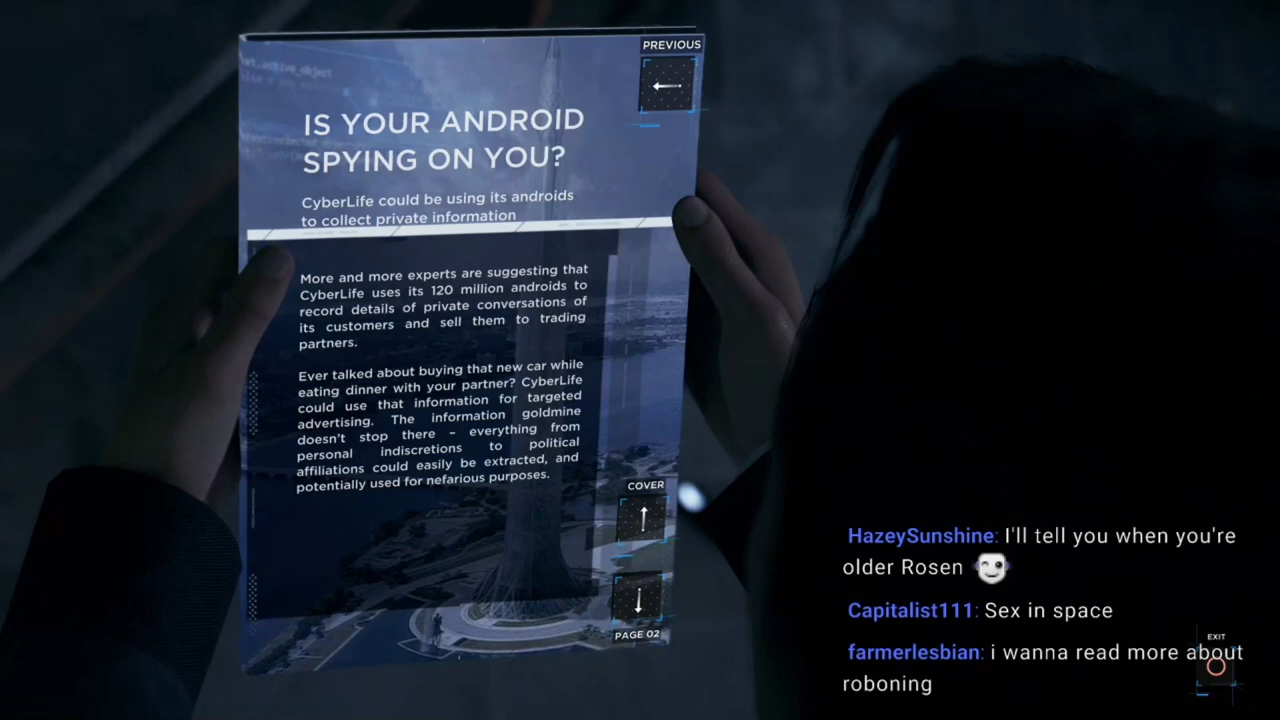 PREVIOUS
IS YOUR ANDROID
SPYING ON YOU?
CyberLife could be using its androids
to collect private information
More and more experts are suggesting that
CyberLife uses its 120 million androids to
record details of private conversations of
its customers and sell them to trading
partners.
Ever talked about buying that new car while
eating dinner with your partner? CyberLife
could use that information for targeted
advertising. The information goldmine
doesn't stop there – everything from
personal indiscretions to political
affiliations could easily be extracted, and
potentially used for nefarious purposes.
COVER
PAGE 02
HazeySunshine: I'll tell you when you're
older Rosen
Capitalist111: Sex in space
EXIT
farmerlesbian: i wanna read more about
roboning